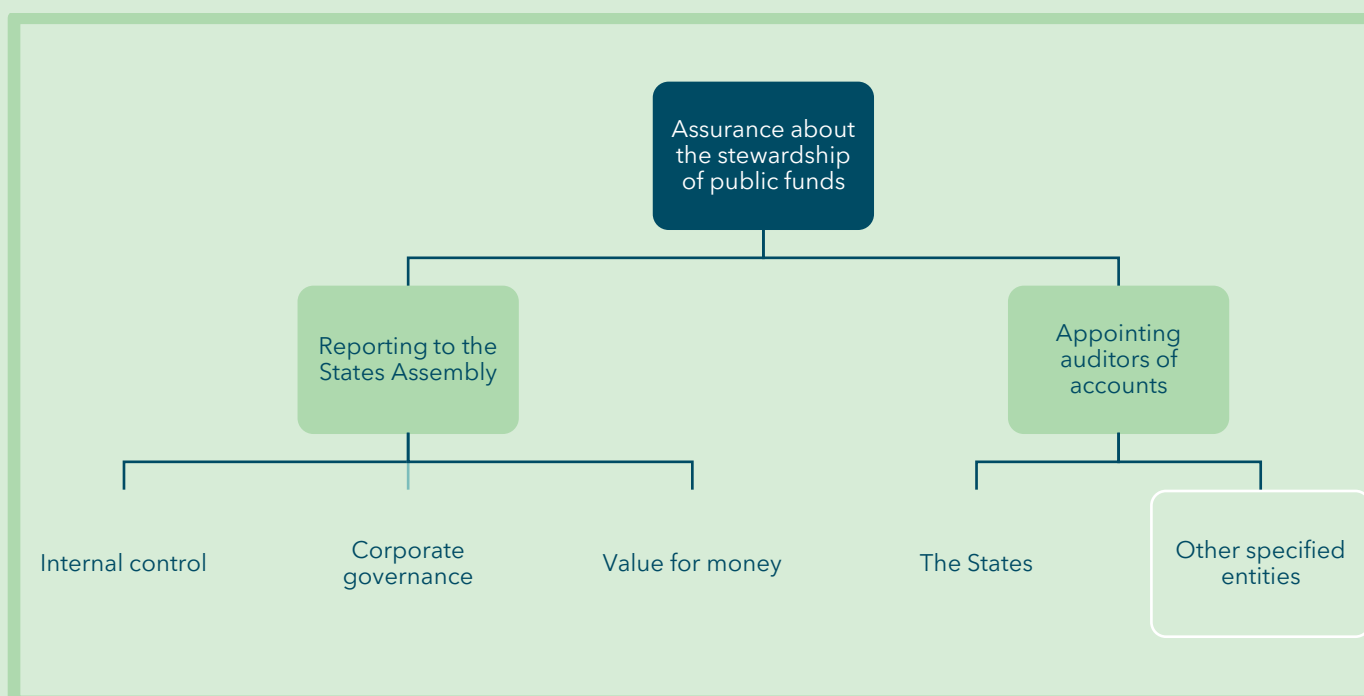 Assurance about
the stewardship
of public funds
Reporting to the
States Assembly
Appointing
auditors of
accounts
Internal control
Corporate
governance
Value for money
The States
Other specified
entities